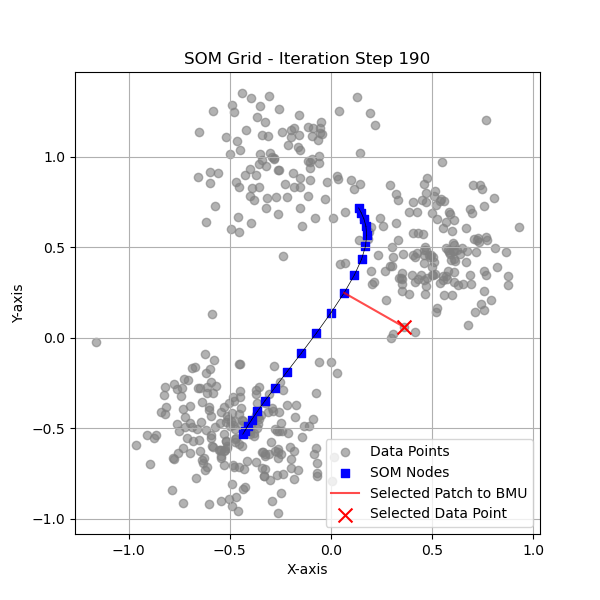 SOM Grid - Iteration Step 190
Y-axis
1.0
0.5
0.0
−0.5
−1.0
Data Points
SOM Nodes
Selected Patch to BMU
Selected Data Point
−1.0 −0.5 0.0 0.5 1.0
X-axis